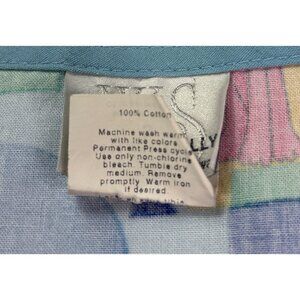 LLY
100% Cotton
Machine wash warm
with like colors
Permanent Press cycle
Use only non-chlorine
bleach. Tumble dry
medium. Remove
promptly. Warm iron
if desired.